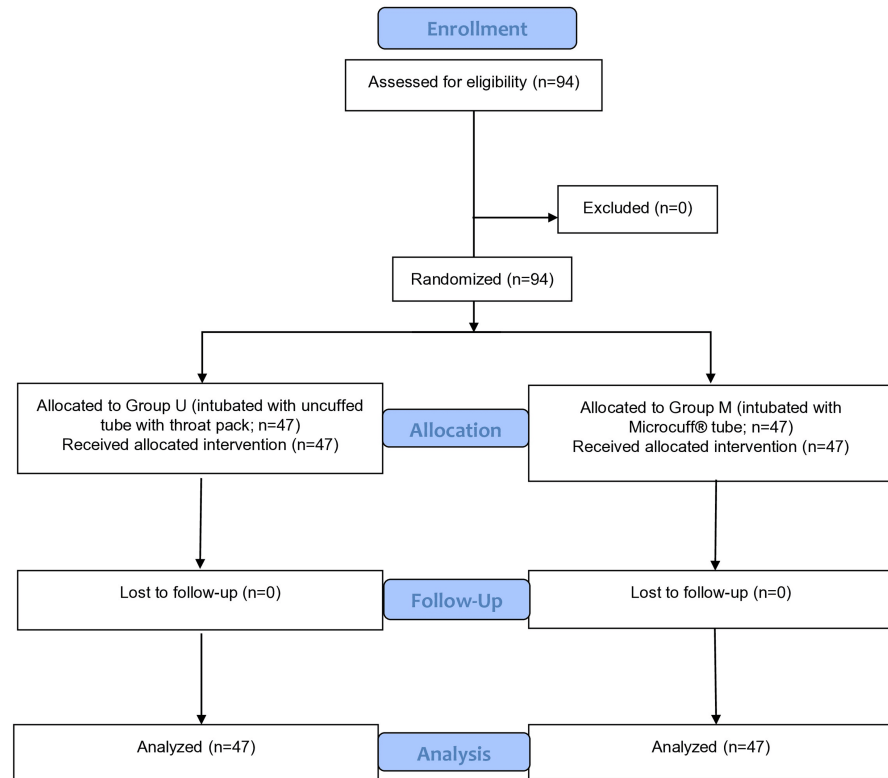 Enrollment
Assessed for eligibility (n=94)
Excluded (n=0)
Randomized (n=94)
Allocated to Group U (intubated with uncuffed
tube with throat pack; n=47)
Received allocated intervention (n=47)
Allocation
Allocated to Group M (intubated with
Microcuff® tube; n=47)
Received allocated intervention (n=47)
Lost to follow-up (n=0)
Follow-Up
Lost to follow-up (n=0)
Analyzed (n=47)
Analysis
Analyzed (n=47)